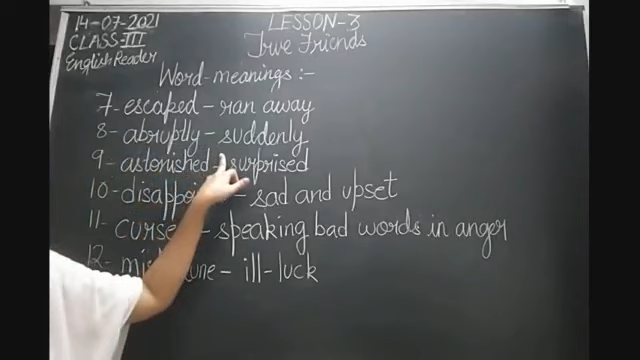 14-07-2021
CLASS-III
English Reader
LESSON-3
True Friends
Word-meanings :-
7- escaped - ran away
8- abruptly - suddenly
9- astonished - surprised
10- - sad and upset
11- - speaking bad words in anger
12- - ill-luck